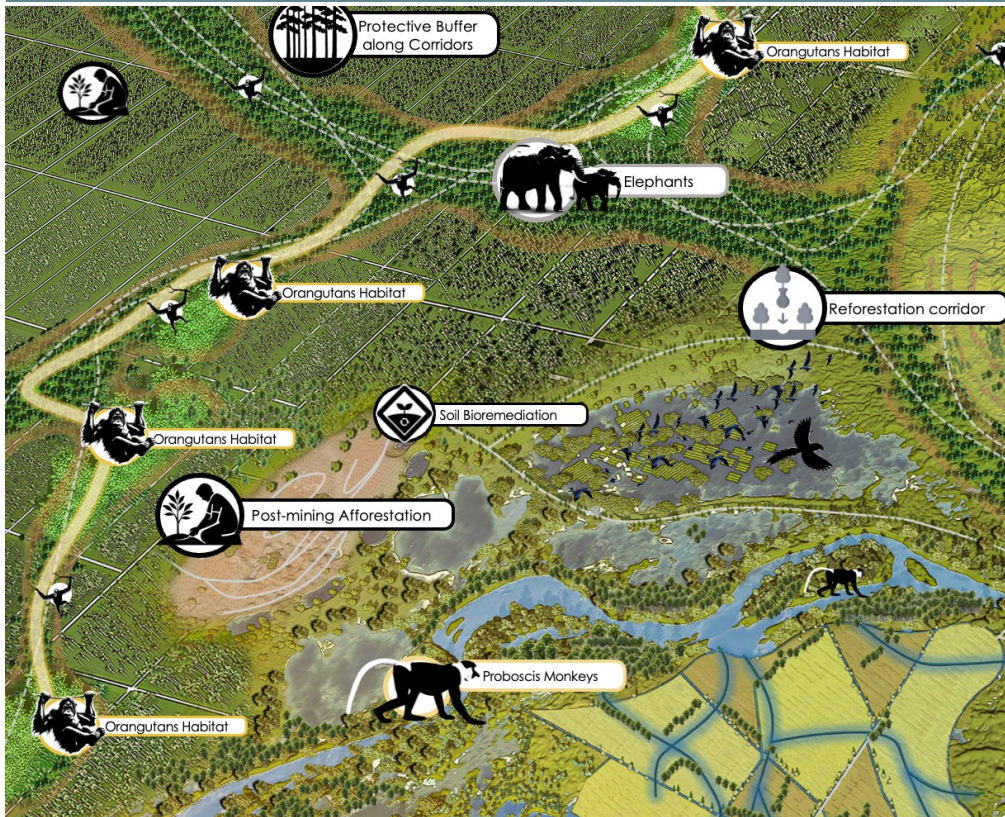 Protective Buffer
along Corridors
Orangutans Habitat
Elephants
Orangutans Habitat
Reforestation corridor
Soil Bioremediation
Orangutans Habitat
Post-mining Afforestation
Proboscis Monkeys
Orangutans Habitat